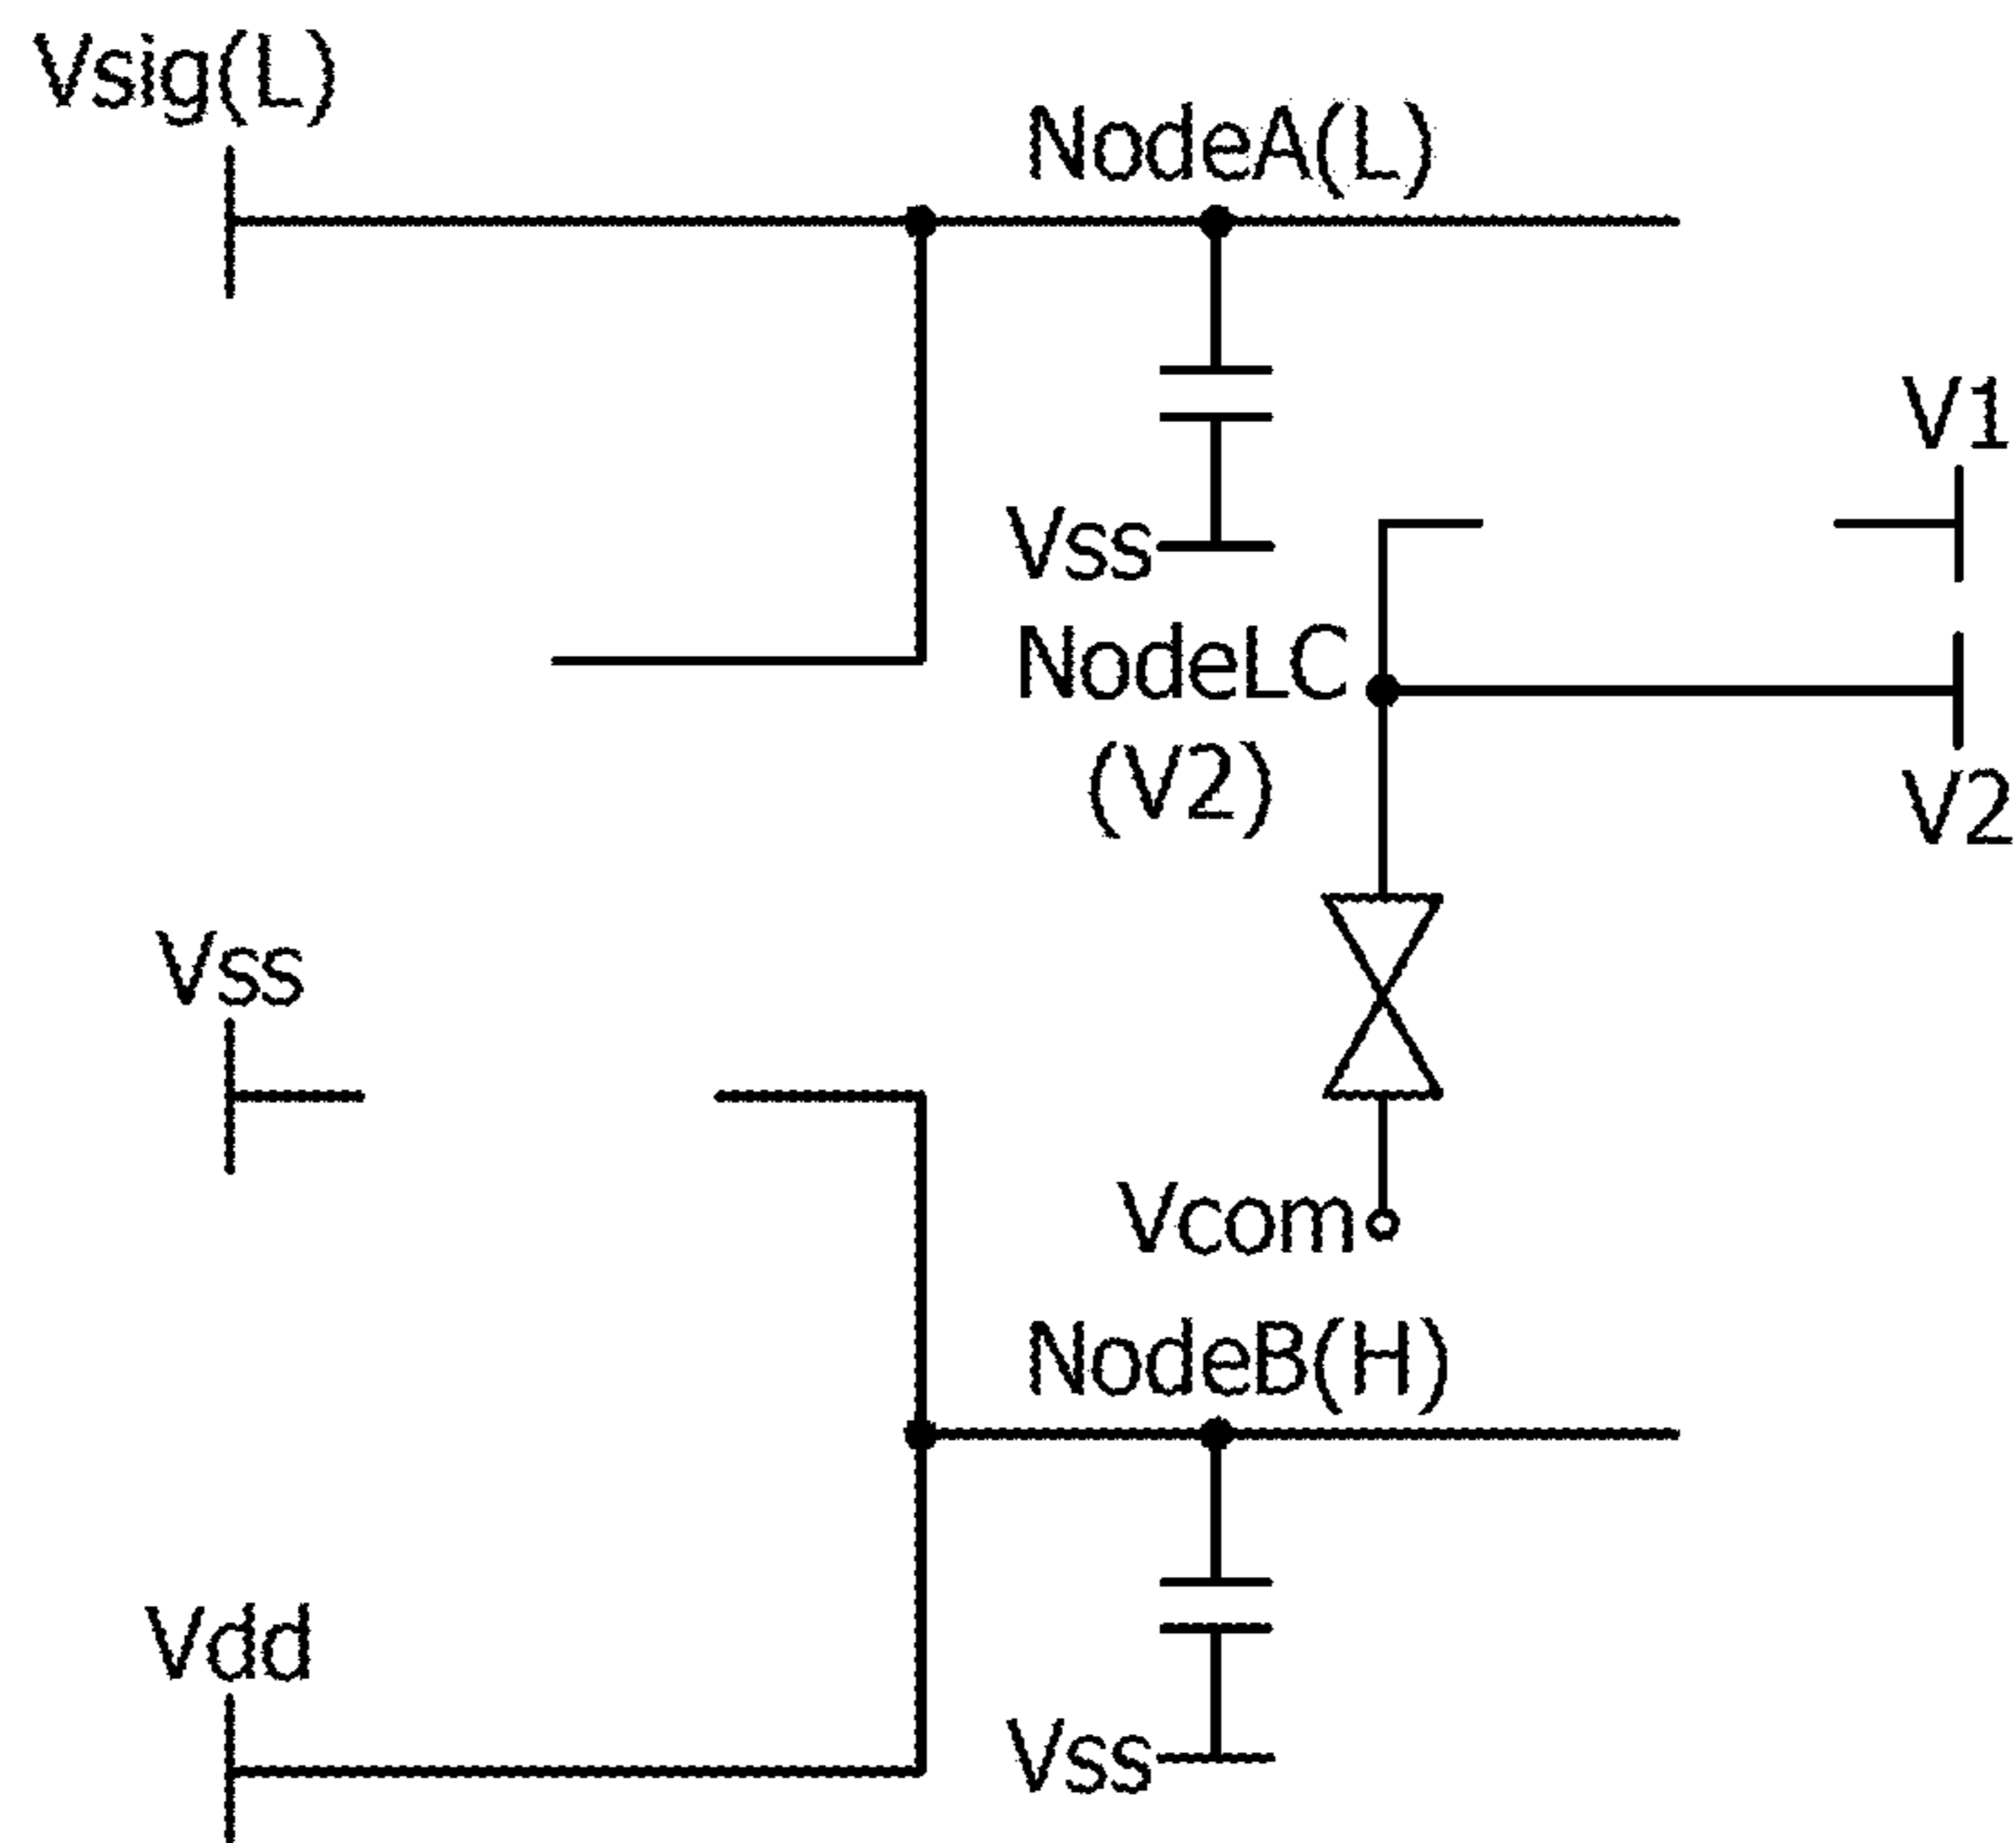 Vsig(L)
NodeA(L)
V1
Vss
NodeLC
(V2)
V2
Vss
Vcom
NodeB(H)
Vdd
Vss